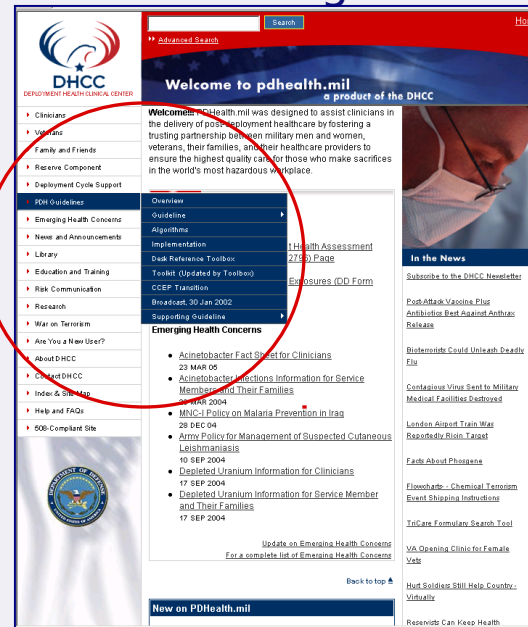 Search
Hor
Advanced Search
DHCC
DEPLOYMENT HEALTH CLINICAL CENTER
Welcome to pdhealth.mil
a product of the DHCC
Clinicians
Veterans
Family and Friends
Reserve Component
Deployment Cycle Support
PDH Guidelines
Emerging Health Concerns
News and Announcements
Library
Education and Training
Risk Communication
Research
War on Terrorism
Are You a New User?
About DHCC
Contact DHCC
Index & Site Map
Help and FAQs
508-Compliant Site
DEPARTMENT OF DEFENSE
UNITED STATES OF AMERICA
Welcome!!! PDHealth.mil was designed to assist clinicians in
the delivery of post-deployment healthcare by fostering a
trusting partnership between military men and women,
veterans, their families, and their healthcare providers to
ensure the highest quality care for those who make sacrifices
in the world's most hazardous workplace.
Overview
Guideline
Algorithms
Implementation
Desk Reference Toolbox
Toolkit (Updated by Toolbox)
CCEP Transition
Broadcast, 30 Jan 2002
Supporting Guideline
t Health Assessment
2796) Page
Exposures (DD Form
Emerging Health Concerns
Acinetobacter Fact Sheet for Clinicians
23 MAR 05
Acinetobacter Infections Information for Service
Members and Their Families
MAR 2004
MNC-I Policy on Malaria Prevention in Iraq
28 DEC 04
Army Policy for Management of Suspected Cutaneous
Leishmaniasis
10 SEP 2004
Depleted Uranium Information for Clinicians
17 SEP 2004
Depleted Uranium Information for Service Member
and Their Families
17 SEP 2004
Update on Emerging Health Concerns
For a complete list of Emerging Health Concerns
Back to top
New on PDHealth.mil
In the News
Subscribe to the DHCC Newsletter
Post-Attack Vaccine Plus
Antibiotics Best Against Anthrax
Release
Bioterrorists Could Unleash Deadly
Flu
Contagious Virus Sent to Military
Medical Facilities Destroyed
London Airport Train Was
Reportedly Ricin Target
Facts About Phosgene
Flowcharts - Chemical Terrorism
Event Shipping Instructions
TriCare Formulary Search Tool
VA Opening Clinic for Female
Vets
Hurt Soldiers Still Help Country -
Virtually
Reservists Can Keep Health